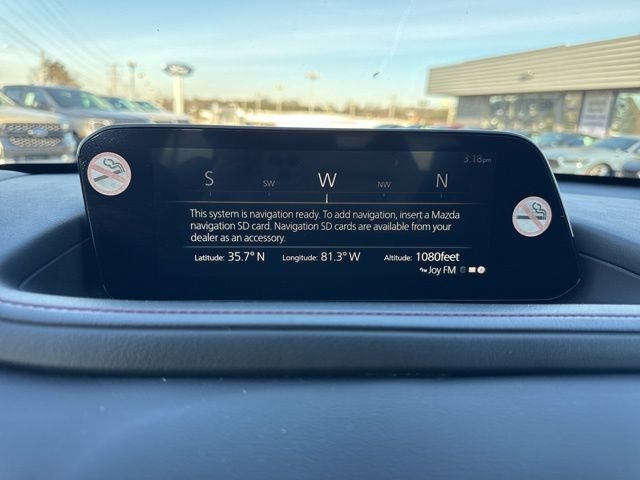 3:18pm
S SW W NW N
This system is navigation ready. To add navigation, insert a Mazda
navigation SD card. Navigation SD cards are available from your
dealer as an accessory.
Latitude: 35.7° N Longitude: 81.3° W Altitude: 1080feet
Joy FM